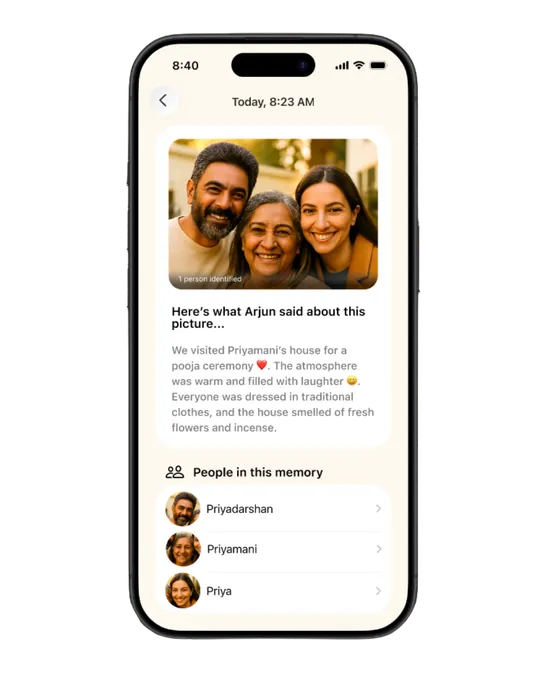 8:40
Today, 8:23 AM
1 person identified
Here's what Arjun said about this
picture...
We visited Priyamani's house for a
pooja ceremony ❤️. The atmosphere
was warm and filled with laughter 😄.
Everyone was dressed in traditional
clothes, and the house smelled of fresh
flowers and incense.
People in this memory
Priyadarshan
Priyamani
Priya